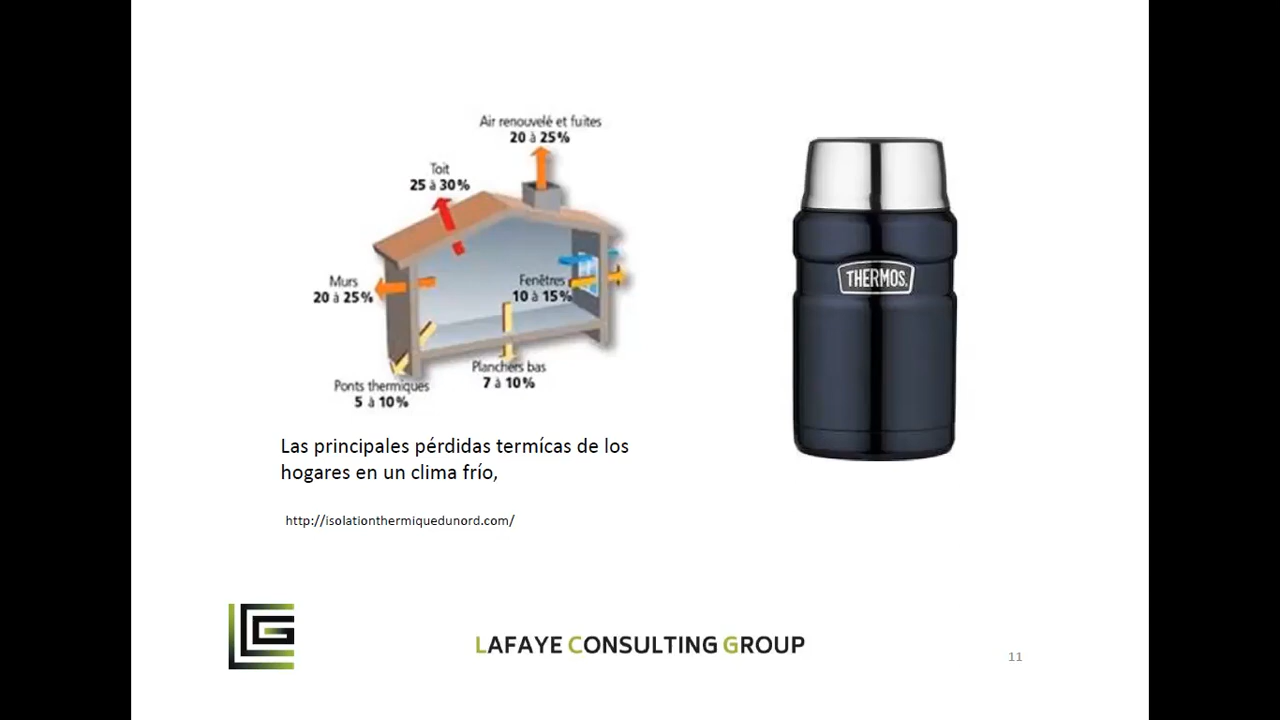 Air renouvelé et fuites
20 à 25%
Toit
25 à 30%
Murs
20 à 25%
Fenêtres
10 à 15%
Planchers bas
7 à 10%
Ponts thermiques
5 à 10%
THERMOS.
Las principales pérdidas termícas de los
hogares en un clima frío,
http://isolationthermiquedunord.com/
LCG
LAFAYE CONSULTING GROUP
11